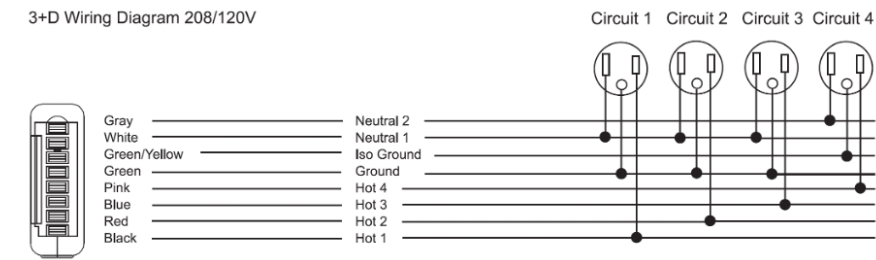 3+D Wiring Diagram 208/120V
Circuit 1 Circuit 2 Circuit 3 Circuit 4
Gray Neutral 2
White Neutral 1
Green/Yellow Iso Ground
Green Ground
Pink Hot 4
Blue Hot 3
Red Hot 2
Black Hot 1